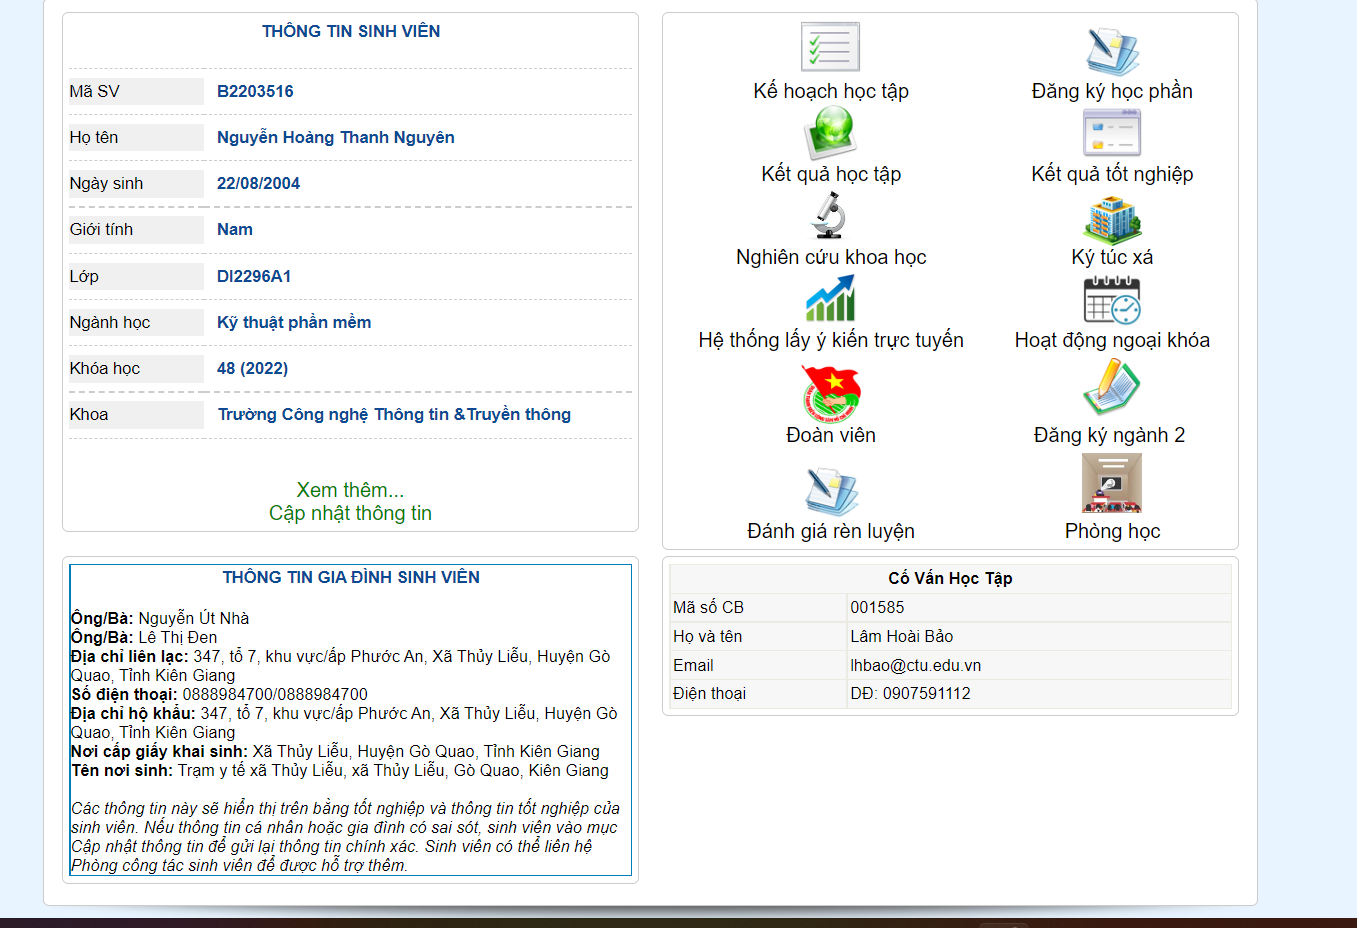 THÔNG TIN SINH VIÊN
Mã SV B2203516
Họ tên Nguyễn Hoàng Thanh Nguyên
Ngày sinh 22/08/2004
Giới tính Nam
Lớp DI2296A1
Ngành học Kỹ thuật phần mềm
Khóa học 48 (2022)
Khoa Trường Công nghệ Thông tin &Truyền thông
Xem thêm...
Cập nhật thông tin
Kế hoạch học tập Đăng ký học phần
Kết quả học tập Kết quả tốt nghiệp
Nghiên cứu khoa học Ký túc xá
Hệ thống lấy ý kiến trực tuyến Hoạt động ngoại khóa
Đoàn viên Đăng ký ngành 2
Đánh giá rèn luyện Phòng học
THÔNG TIN GIA ĐÌNH SINH VIÊN
Ông/Bà: Nguyễn Út Nhà
Ông/Bà: Lê Thị Đen
Địa chỉ liên lạc: 347, tổ 7, khu vực/ấp Phước An, Xã Thủy Liễu, Huyện Gò
Quao, Tỉnh Kiên Giang
Số điện thoại: 0888984700/0888984700
Địa chỉ hộ khẩu: 347, tổ 7, khu vực/ấp Phước An, Xã Thủy Liễu, Huyện Gò
Quao, Tỉnh Kiên Giang
Nơi cấp giấy khai sinh: Xã Thủy Liễu, Huyện Gò Quao, Tỉnh Kiên Giang
Tên nơi sinh: Trạm y tế xã Thủy Liễu, xã Thủy Liễu, Gò Quao, Kiên Giang
Các thông tin này sẽ hiển thị trên bằng tốt nghiệp và thông tin tốt nghiệp của
sinh viên. Nếu thông tin cá nhân hoặc gia đình có sai sót, sinh viên vào mục
Cập nhật thông tin để gửi lại thông tin chính xác. Sinh viên có thể liên hệ
Phòng công tác sinh viên để được hỗ trợ thêm.
Cố Vấn Học Tập
Mã số CB 001585
Họ và tên Lâm Hoài Bảo
Email lhbao@ctu.edu.vn
Điện thoại DĐ: 0907591112